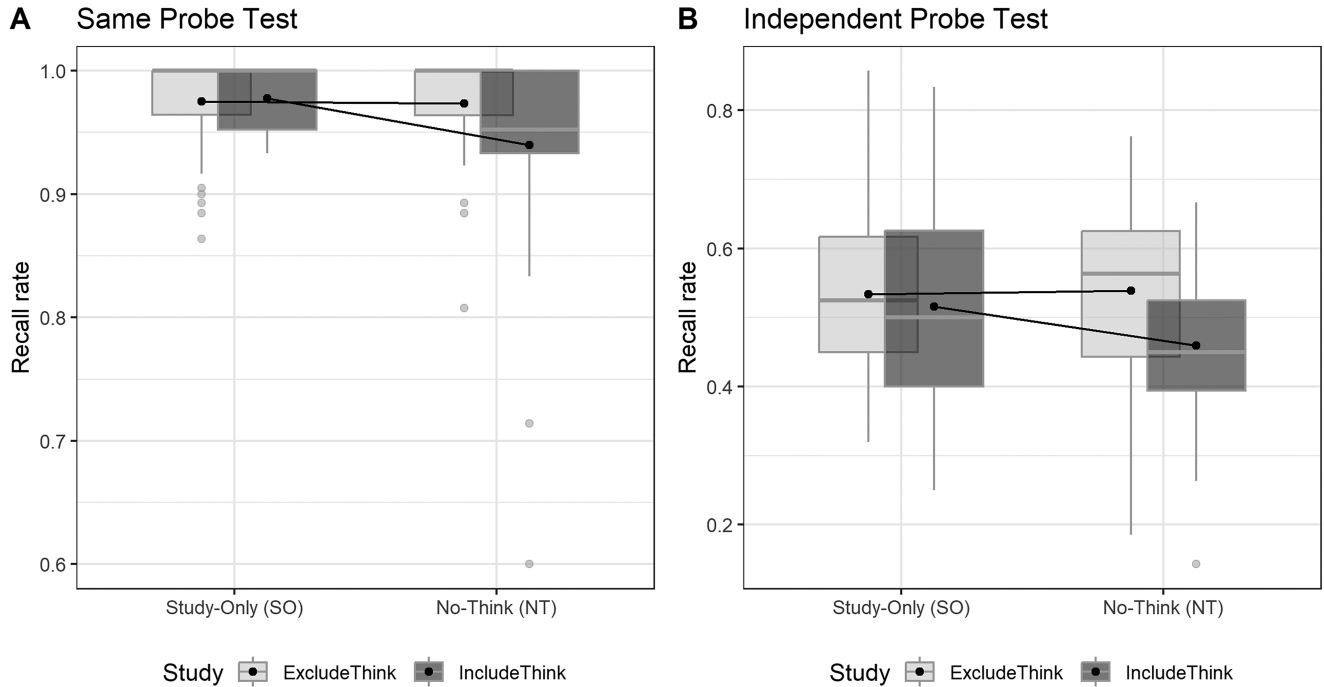 A Same Probe Test
Recall rate
1.0
0.9
0.8
0.7
0.6
Study-Only (SO) No-Think (NT)
Study ExcludeThink IncludeThink
B Independent Probe Test
Recall rate
0.8
0.6
0.4
0.2
Study-Only (SO) No-Think (NT)
Study ExcludeThink IncludeThink